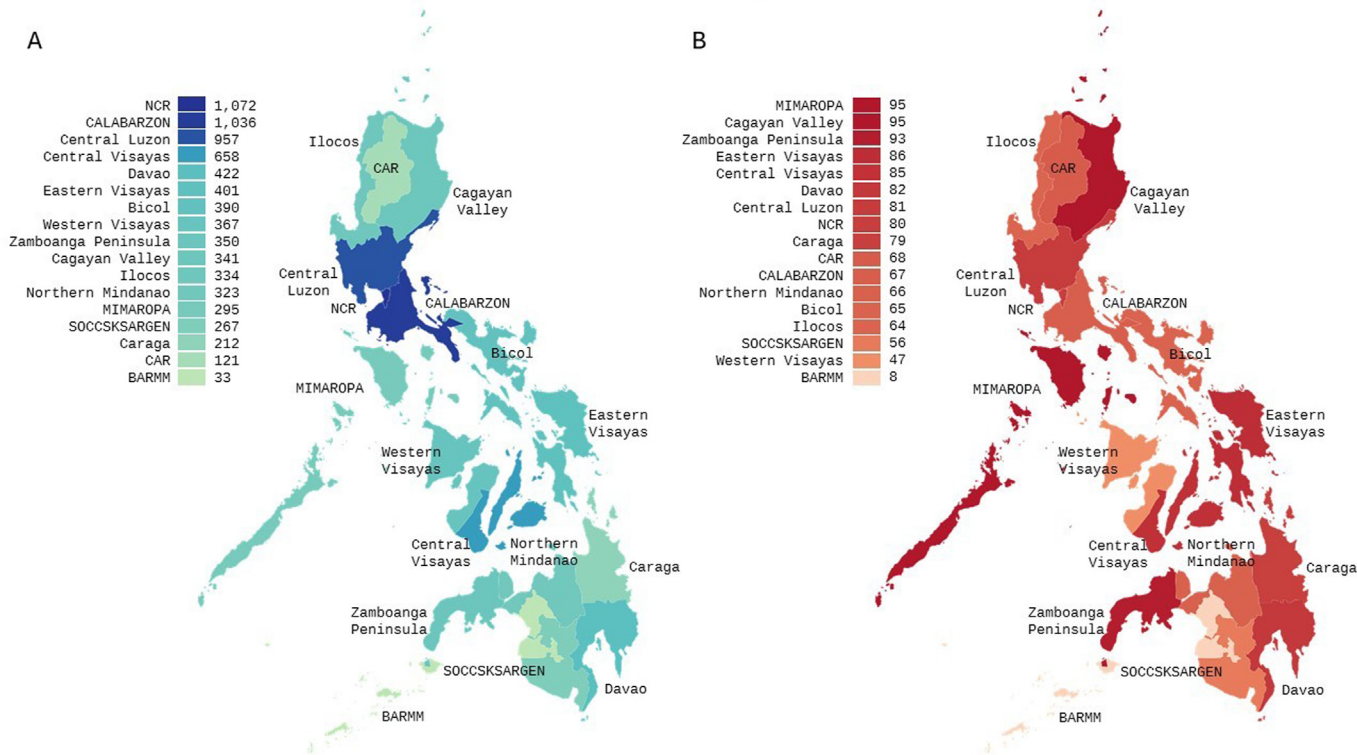 A
NCR 1,072
CALABARZON 1,036
Central Luzon 957
Central Visayas 658
Davao 422
Eastern Visayas 401
Bicol 390
Western Visayas 367
Zamboanga Peninsula 350
Cagayan Valley 341
Ilocos 334
Northern Mindanao 323
MIMAROPA 295
SOCCSKSARGEN 267
Caraga 212
CAR 121
BARMM 33
Ilocos
CAR
Cagayan
Valley
Central
Luzon
NCR
CALABARZON
Bicol
MIMAROPA
Eastern
Visayas
Western
Visayas
Central
Visayas
Northern
Mindanao
Caraga
Zamboanga
Peninsula
SOCCSKSARGEN
Davao
BARMM
B
MIMAROPA 95
Cagayan Valley 95
Zamboanga Peninsula 93
Eastern Visayas 86
Central Visayas 85
Davao 82
Central Luzon 81
NCR 80
Caraga 79
CAR 68
CALABARZON 67
Northern Mindanao 66
Bicol 65
Ilocos 64
SOCCSKSARGEN 56
Western Visayas 47
BARMM 8
Ilocos
CAR
Cagayan
Valley
Central
Luzon
NCR
CALABARZON
Bicol
MIMAROPA
Eastern
Visayas
Western
Visayas
Central
Visayas
Northern
Mindanao
Caraga
Zamboanga
Peninsula
SOCCSKSARGEN
Davao
BARMM